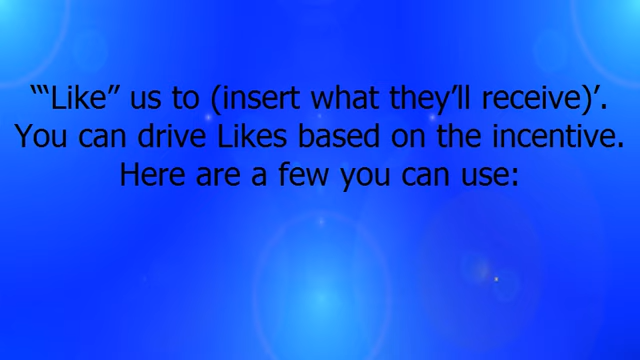 ‘“Like” us to (insert what they’ll receive)’.
You can drive Likes based on the incentive.
Here are a few you can use: